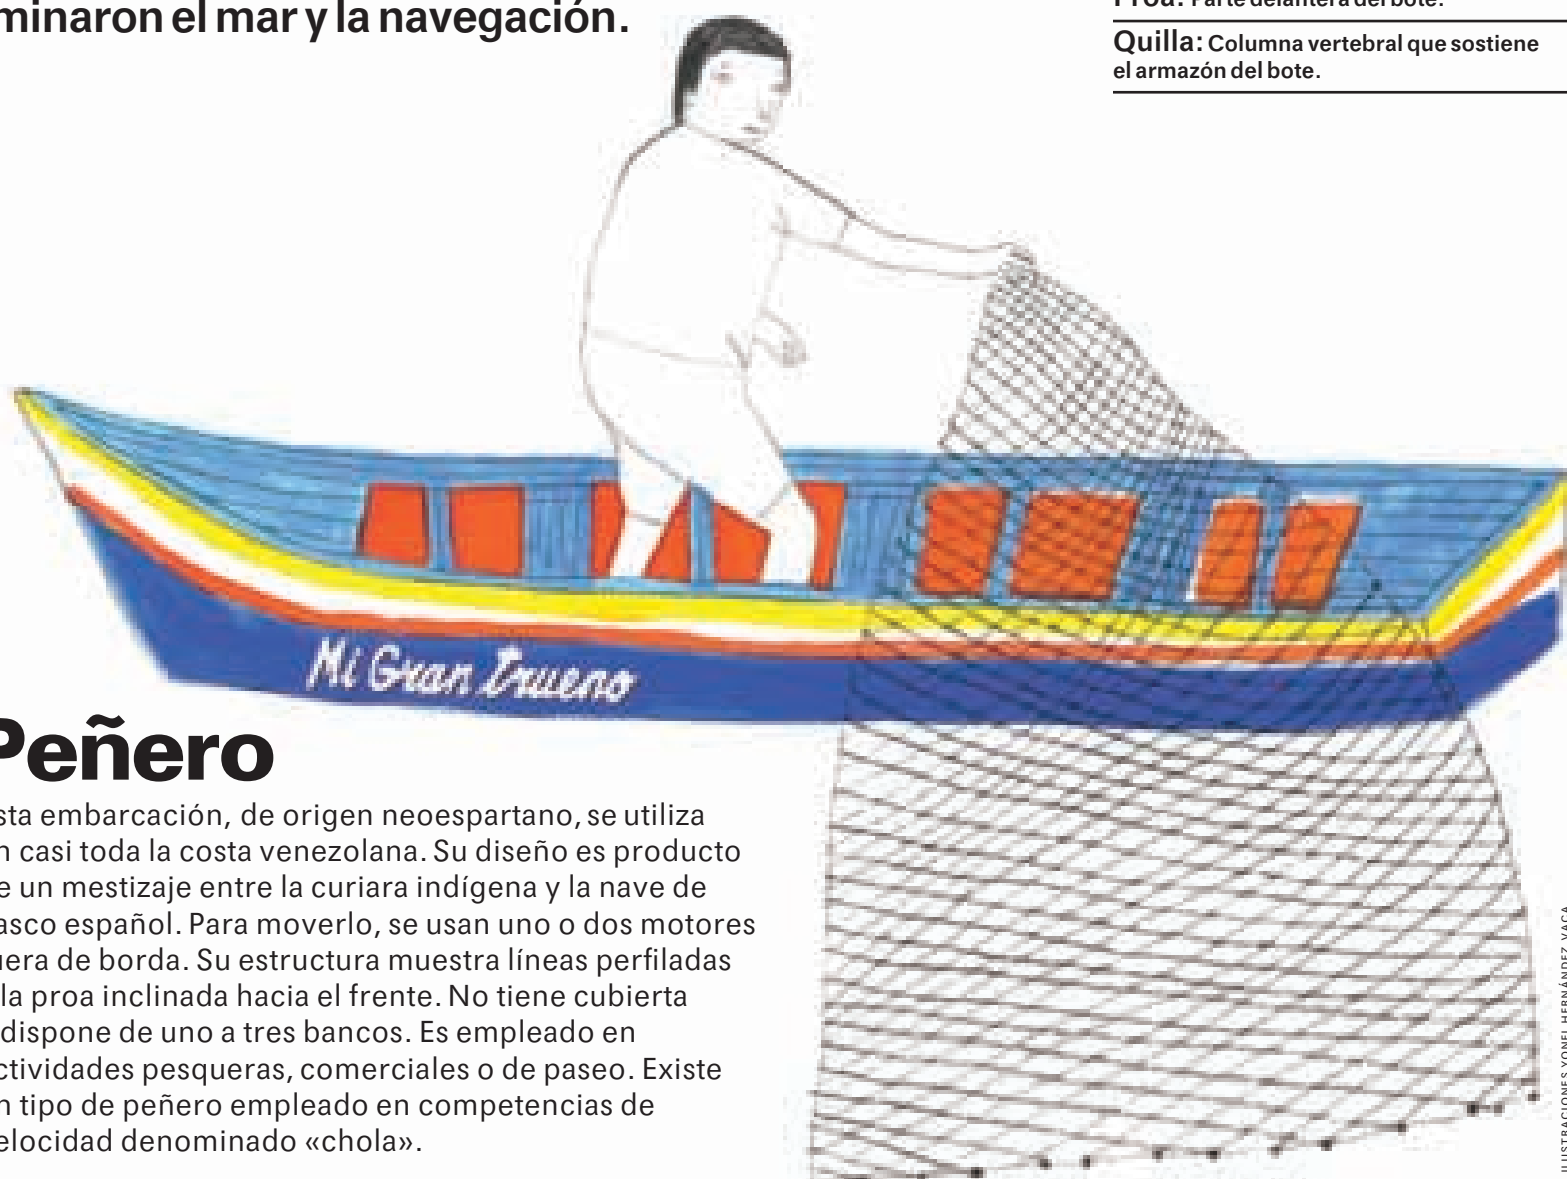 minaron el mar y la navegación.
Proa: Parte delantera del bote.
Quilla: Columna vertebral que sostiene
el armazón del bote.
Mi Gran Trueno
Peñero
sta embarcación, de origen neoespartano, se utiliza
n casi toda la costa venezolana. Su diseño es producto
e un mestizaje entre la curiara indígena y la nave de
asco español. Para moverlo, se usan uno o dos motores
uera de borda. Su estructura muestra líneas perfiladas
la proa inclinada hacia el frente. No tiene cubierta
dispone de uno a tres bancos. Es empleado en
ctividades pesqueras, comerciales o de paseo. Existe
n tipo de peñero empleado en competencias de
elocidad denominado «chola».
ILUSTRACIONES YONEL HERNÁNDEZ VACA